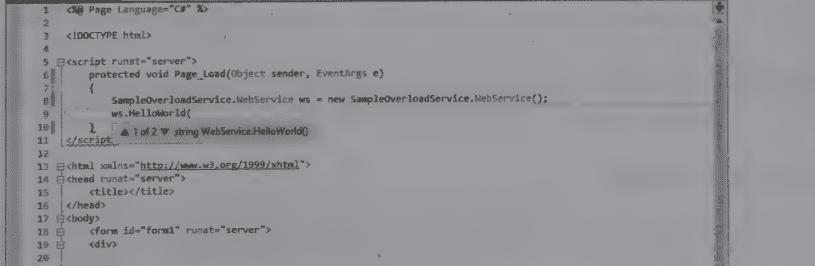 1 <%@ Page Language="C#" %>
2
3 <!DOCTYPE html>
4
5 <script runat="server">
6 protected void Page_Load(Object sender, EventArgs e)
7 {
8 SampleOverloadService.WebService ws = new SampleOverloadService.WebService();
9 ws.HelloWorld(
10 }
▲ 1 of 2 ▼ string WebService.HelloWorld()
11 </script
12
13 <html xmlns="http://www.w3.org/1999/xhtml">
14 <head runat="server">
15 <title></title>
16 </head>
17 <body>
18 <form id="form1" runat="server">
19 <div>
20